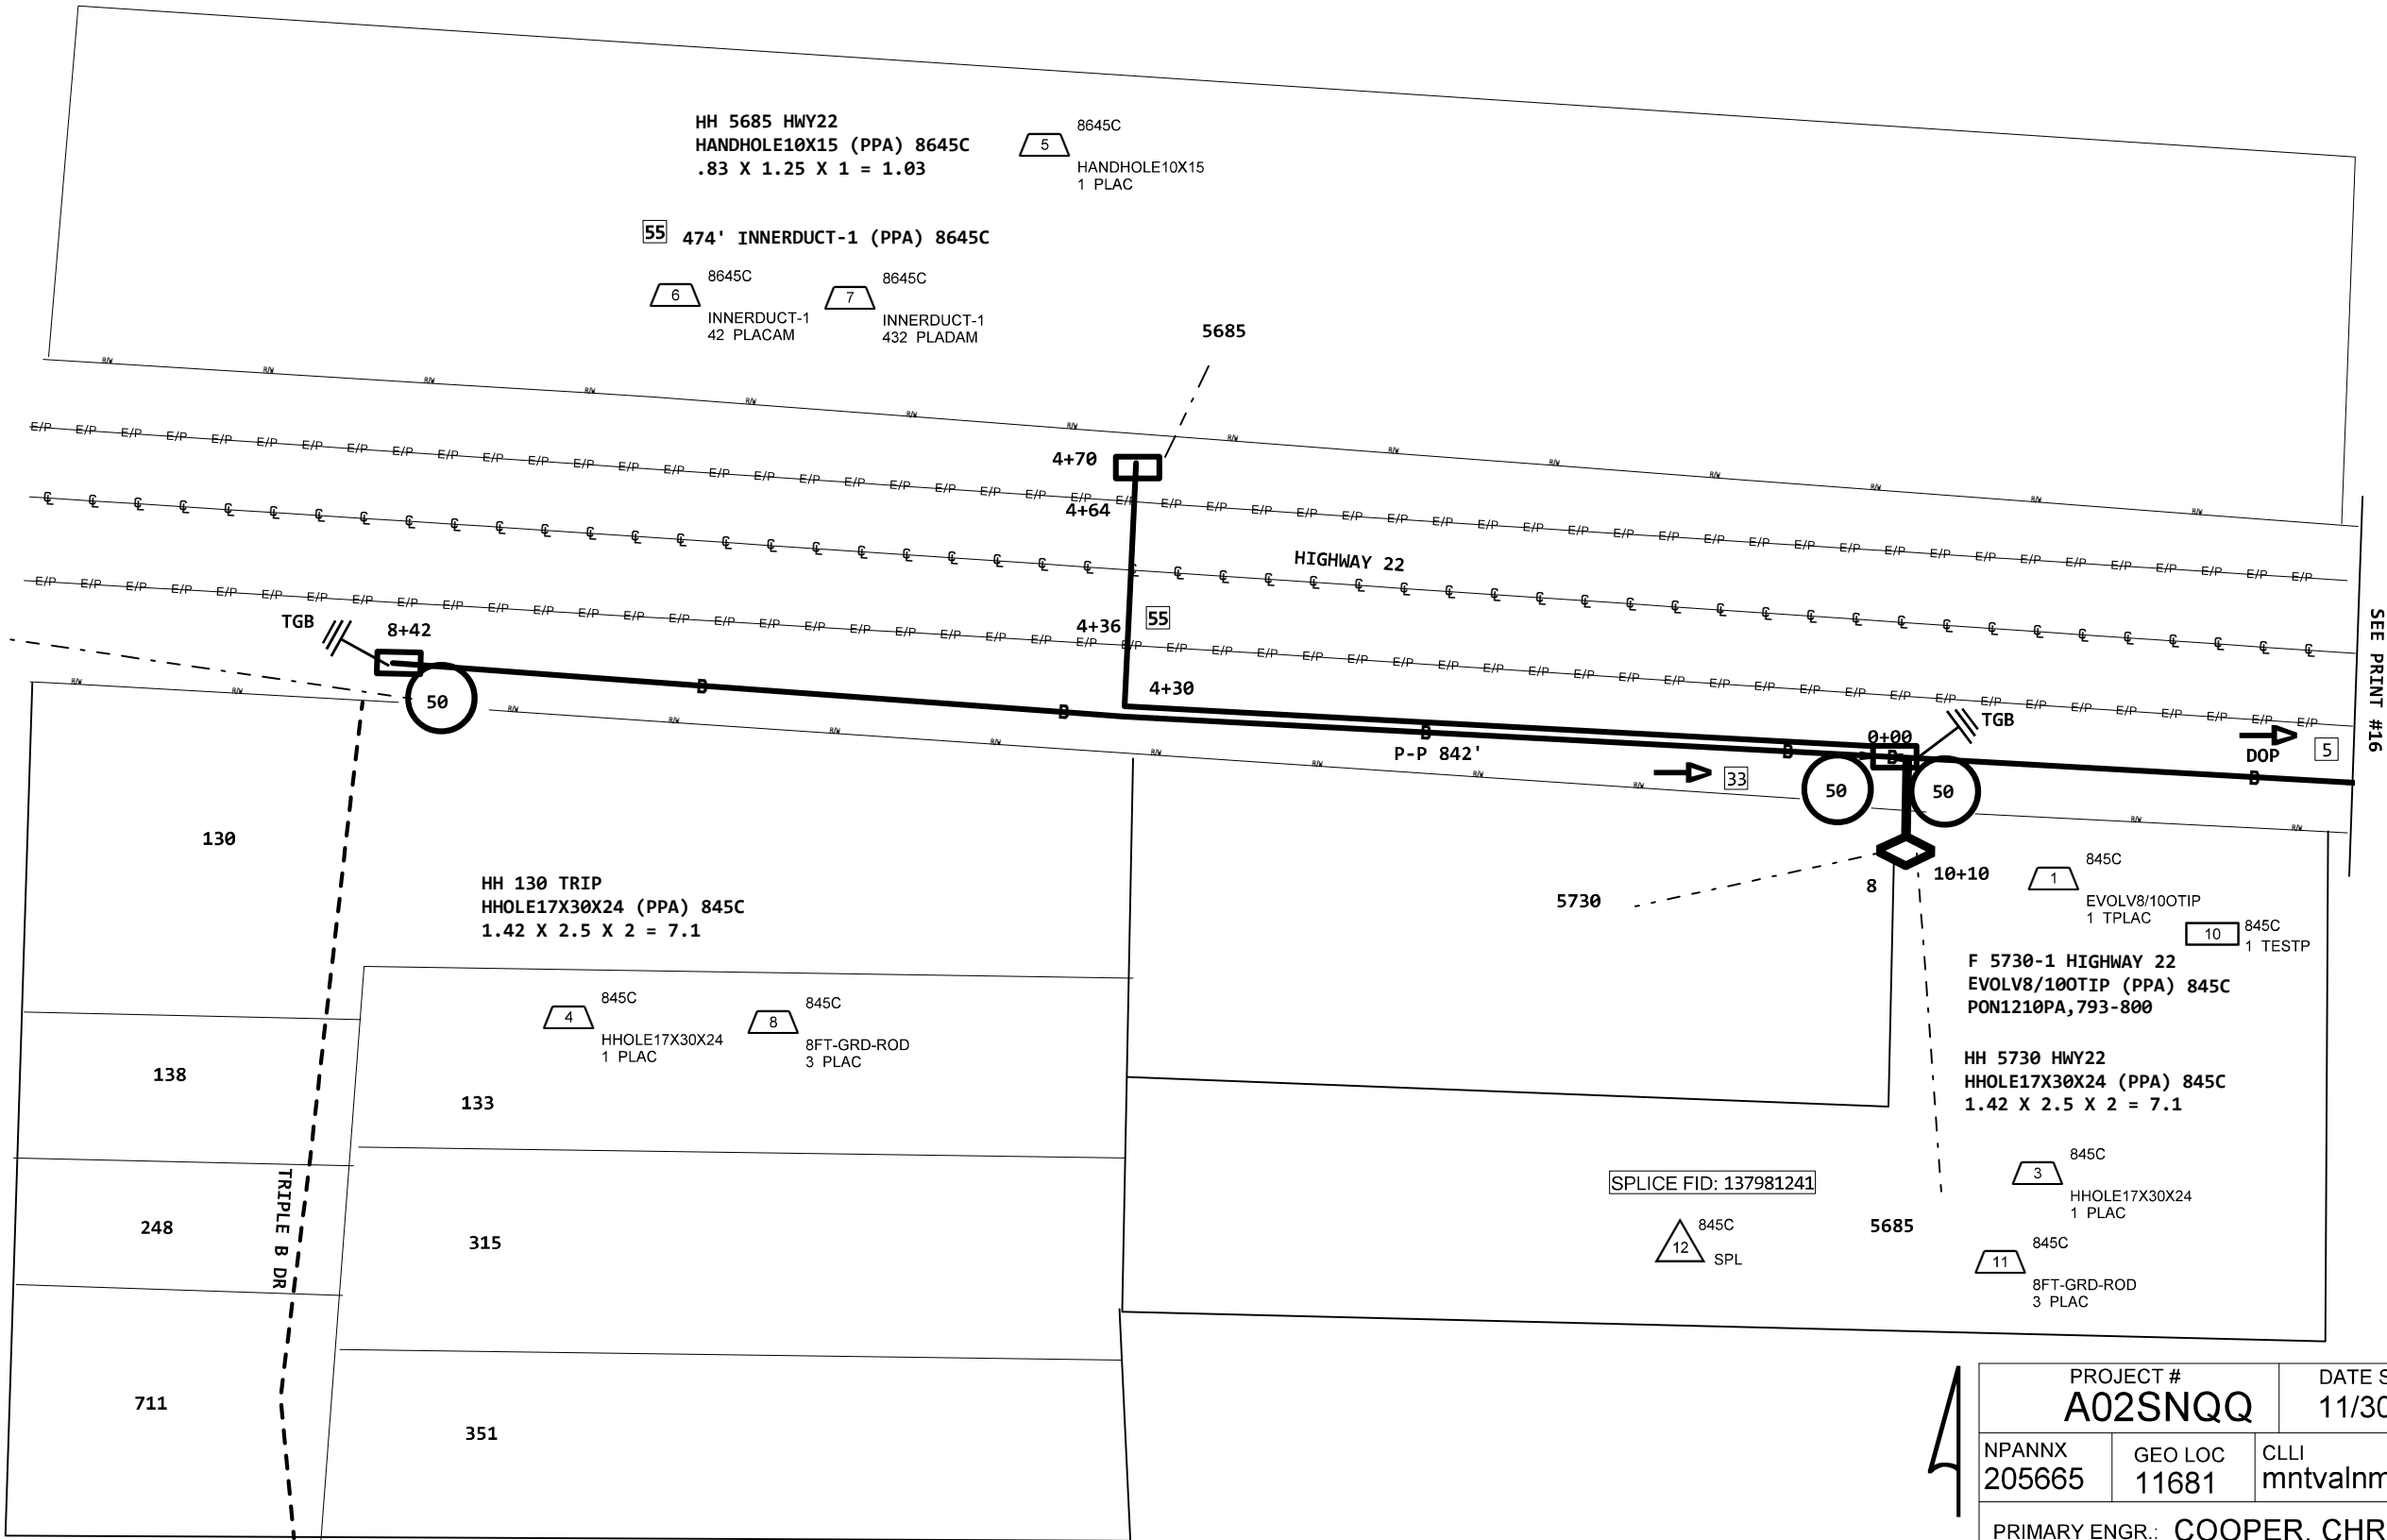 HH 5685 HWY22
HANDHOLE10X15 (PPA) 8645C
.83 X 1.25 X 1 = 1.03
5
8645C
HANDHOLE10X15
1 PLAC
55 474' INNERDUCT-1 (PPA) 8645C
6
8645C
INNERDUCT-1
42 PLACAM
7
8645C
INNERDUCT-1
432 PLADAM
5685
4+70
4+64
HIGHWAY 22
4+36
55
4+30
TGB
8+42
50
P-P 842'
33
0+00
TGB
50
50
DOP
5
SEE PRINT #16
130
138
248
711
TRIPLE B DR
HH 130 TRIP
HHOLE17X30X24 (PPA) 845C
1.42 X 2.5 X 2 = 7.1
4
845C
HHOLE17X30X24
1 PLAC
8
845C
8FT-GRD-ROD
3 PLAC
133
315
351
5730
8
10+10
1
845C
EVOLV8/10OTIP
1 TPLAC
10
845C
1 TESTP
F 5730-1 HIGHWAY 22
EVOLV8/10OTIP (PPA) 845C
PON1210PA,793-800
HH 5730 HWY22
HHOLE17X30X24 (PPA) 845C
1.42 X 2.5 X 2 = 7.1
3
845C
HHOLE17X30X24
1 PLAC
SPLICE FID: 137981241
12
845C
SPL
5685
11
845C
8FT-GRD-ROD
3 PLAC
PROJECT #
A02SNQQ
DATE S
11/30
NPANNX
205665
GEO LOC
11681
CLLI
mntvalnm
PRIMARY ENGR.: COOPER, CHR